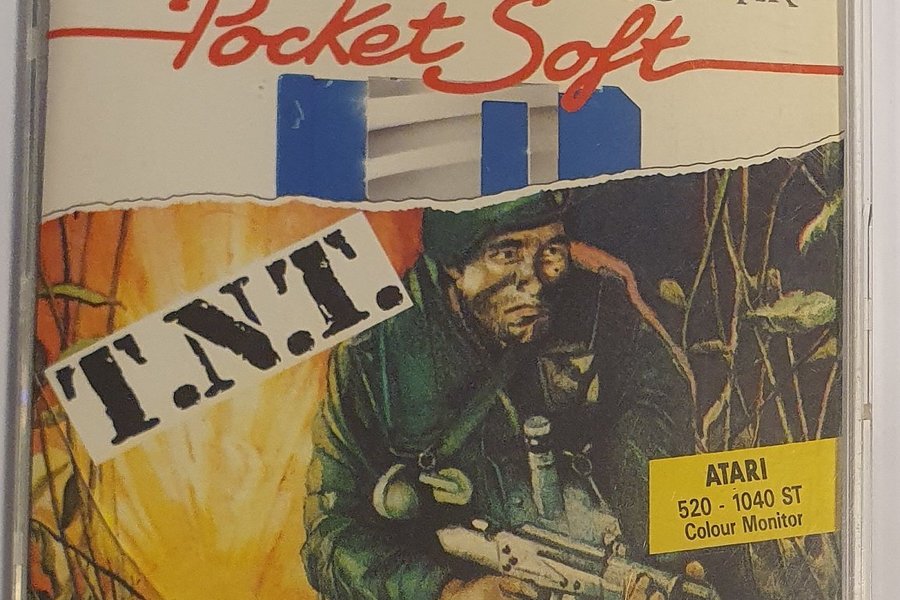 Pocket Soft
T.N.T.
ATARI
520 - 1040 ST
Colour Monitor